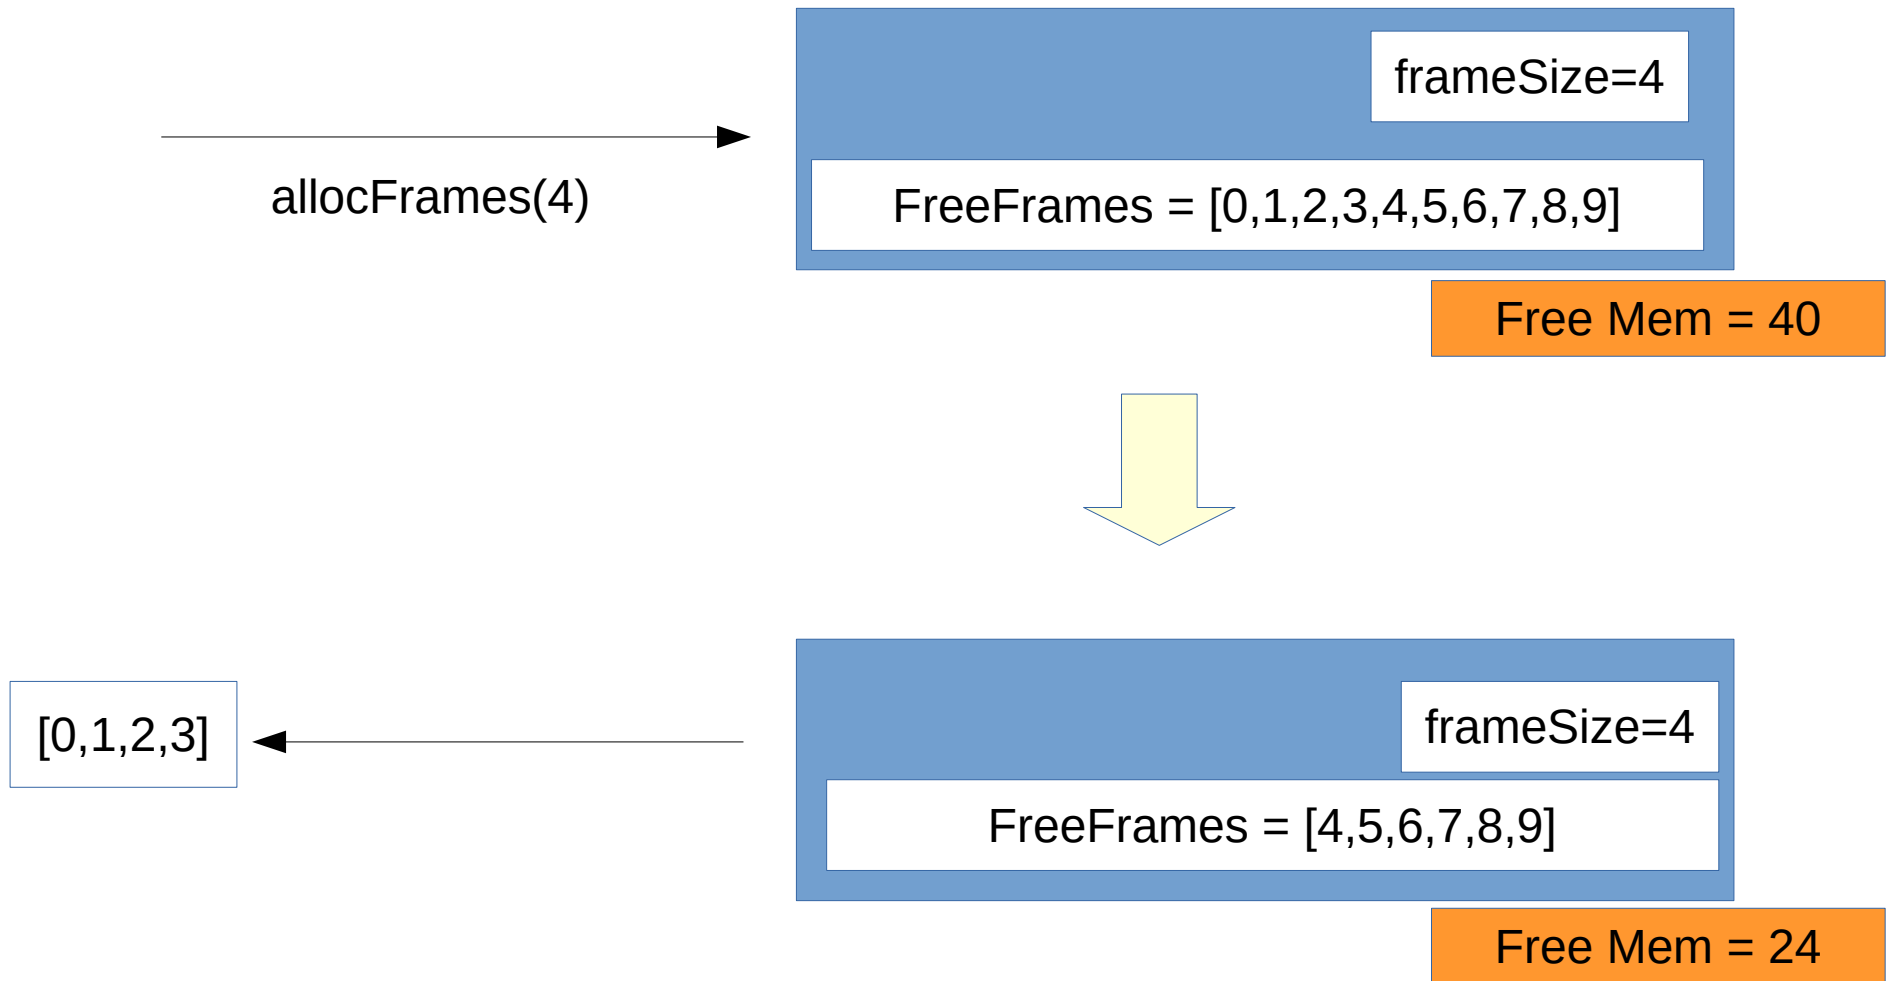 frameSize=4
allocFrames(4)
FreeFrames = [0,1,2,3,4,5,6,7,8,9]
Free Mem = 40
[0,1,2,3]
frameSize=4
FreeFrames = [4,5,6,7,8,9]
Free Mem = 24